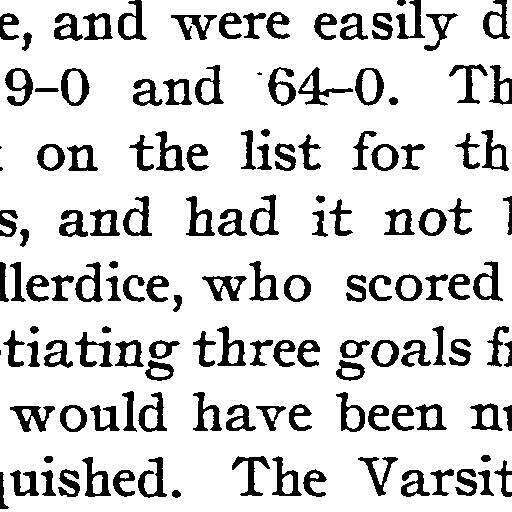 e, and were easily d
9–0 and 64–0. Th
on the list for th
s, and had it not
llerdice, who scored
tiating three goals fr
would have been nu
quished. The Varsit